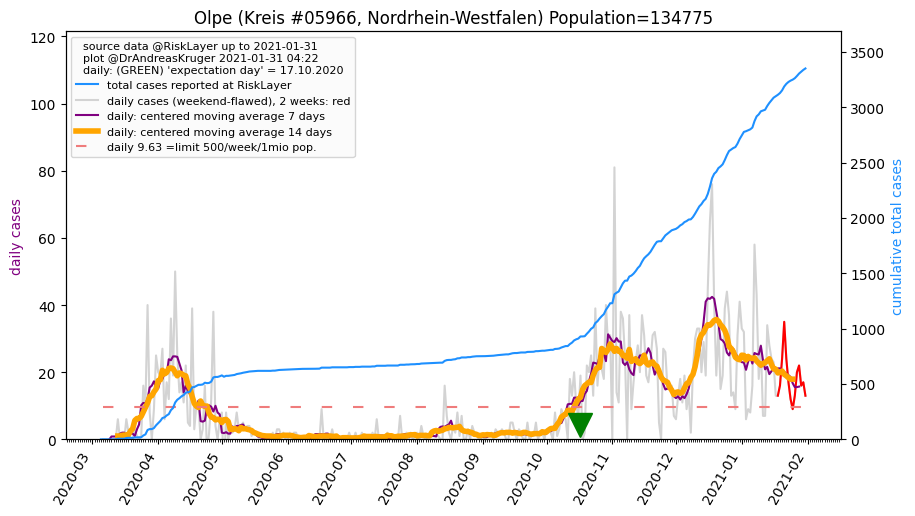 Olpe (Kreis #05966, Nordrhein-Westfalen) Population=134775
source data @RiskLayer up to 2021-01-31
plot @DrAndreasKruger 2021-01-31 04:22
daily: (GREEN) 'expectation day' = 17.10.2020
total cases reported at RiskLayer
daily cases (weekend-flawed), 2 weeks: red
daily: centered moving average 7 days
daily: centered moving average 14 days
daily 9.63 =limit 500/week/1mio pop.
daily cases
120
100
80
60
40
20
0
cumulative total cases
3500
3000
2500
2000
1500
1000
500
0
2020-03
2020-04
2020-05
2020-06
2020-07
2020-08
2020-09
2020-10
2020-11
2020-12
2021-01
2021-02